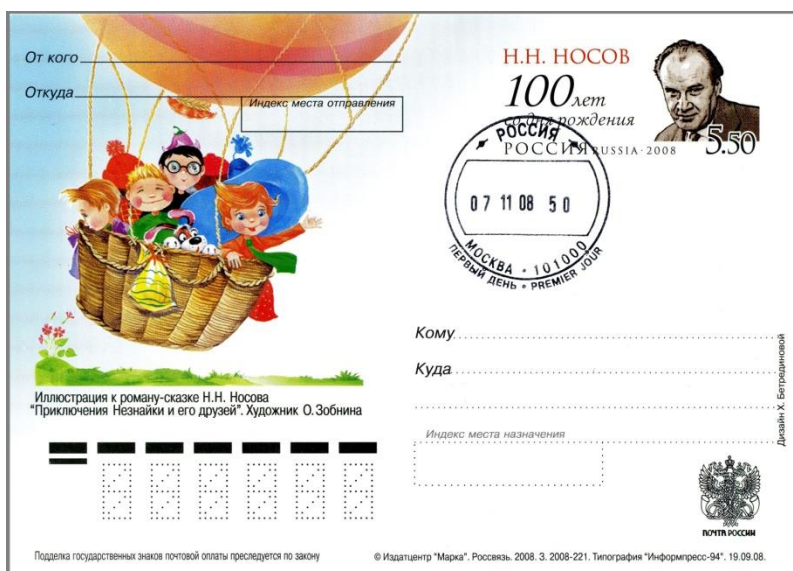 От кого
Откуда
Индекс места отправления
Н.Н. НОСОВ
100 лет
со дня рождения
РОССИЯ RUSSIA · 2008
5.50
РОССИЯ
07 11 08 50
МОСКВА · 101000
ПЕРВЫЙ ДЕНЬ · PREMIER JOUR
Иллюстрация к роману-сказке Н.Н. Носова
"Приключения Незнайки и его друзей". Художник О. Зобнина
Кому
Куда
Индекс места назначения
Дизайн Х. Бетрединовой
ПОЧТА РОССИИ
Подделка государственных знаков почтовой оплаты преследуется по закону
© Издатцентр "Марка". Россвязь. 2008. З. 2008-221. Типография "Информпресс-94". 19.09.08.